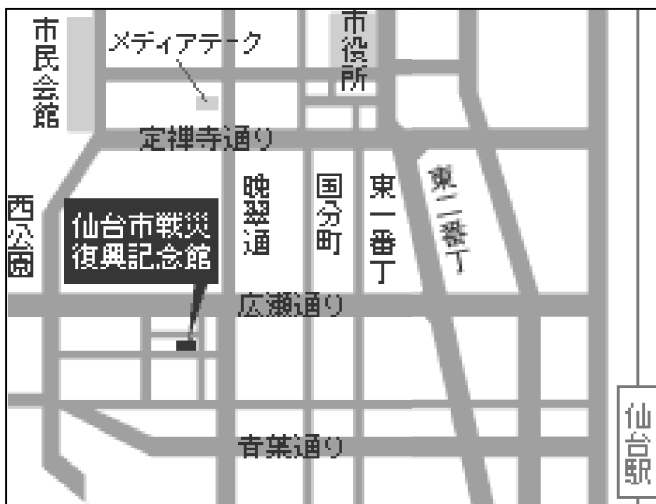 市民会館
メディアテーク
市役所
定禅寺通り
西公園
仙台市戦災
復興記念館
晩翠通
国分町
東一番丁
東二番丁
広瀬通り
青葉通り
仙台駅